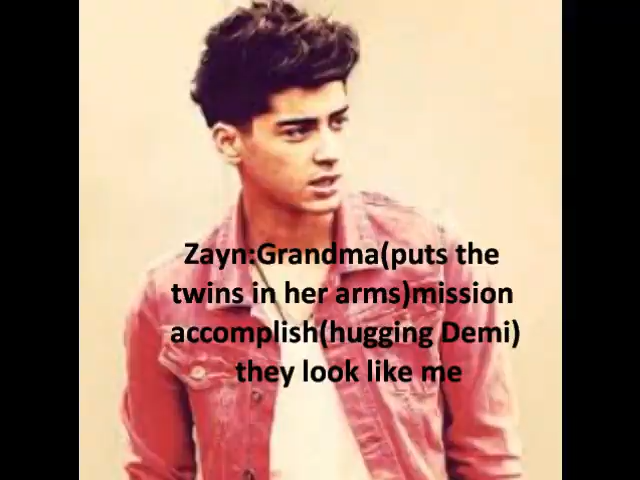 Zayn:Grandma(puts the
twins in her arms)mission
accomplish(hugging Demi)
they look like me